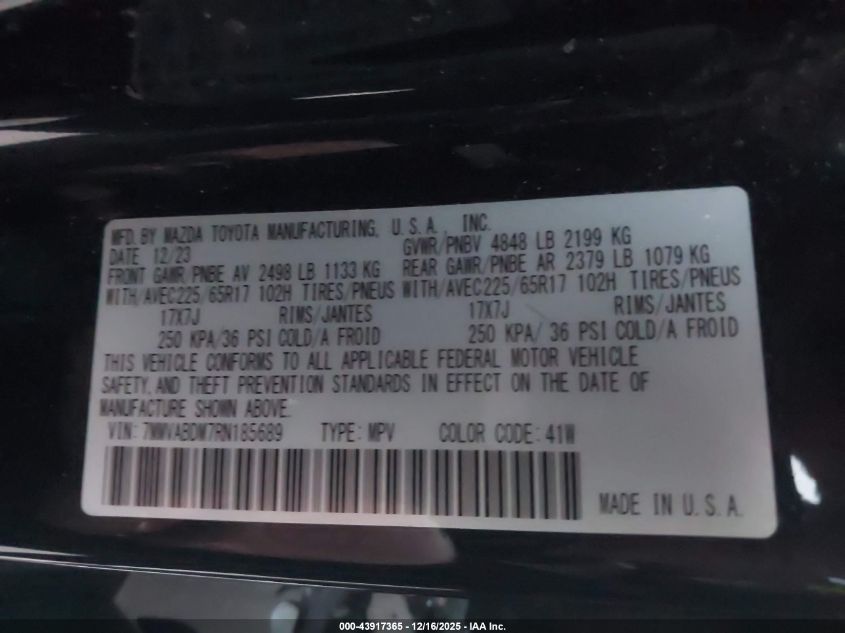 MFD. BY MAZDA TOYOTA MANUFACTURING, U.S.A., INC.
DATE 12/23 GVWR/PNBV 4848 LB 2199 KG
FRONT GAWR/PNBE AV 2498 LB 1133 KG REAR GAWR/PNBE AR 2379 LB 1079 KG
WITH/AVEC225/65R17 102H TIRES/PNEUS WITH/AVEC225/65R17 102H TIRES/PNEUS
17X7J RIMS/JANTES 17X7J RIMS/JANTES
250 KPA/36 PSI COLD/A FROID 250 KPA/ 36 PSI COLD/A FROID
THIS VEHICLE CONFORMS TO ALL APPLICABLE FEDERAL MOTOR VEHICLE
SAFETY, AND THEFT PREVENTION STANDARDS IN EFFECT ON THE DATE OF
MANUFACTURE SHOWN ABOVE.
VIN: 7MMVABDM7RN185689 TYPE: MPV COLOR CODE: 41W
MADE IN U.S.A.
000-43917365 - 12/16/2025 - IAA Inc.